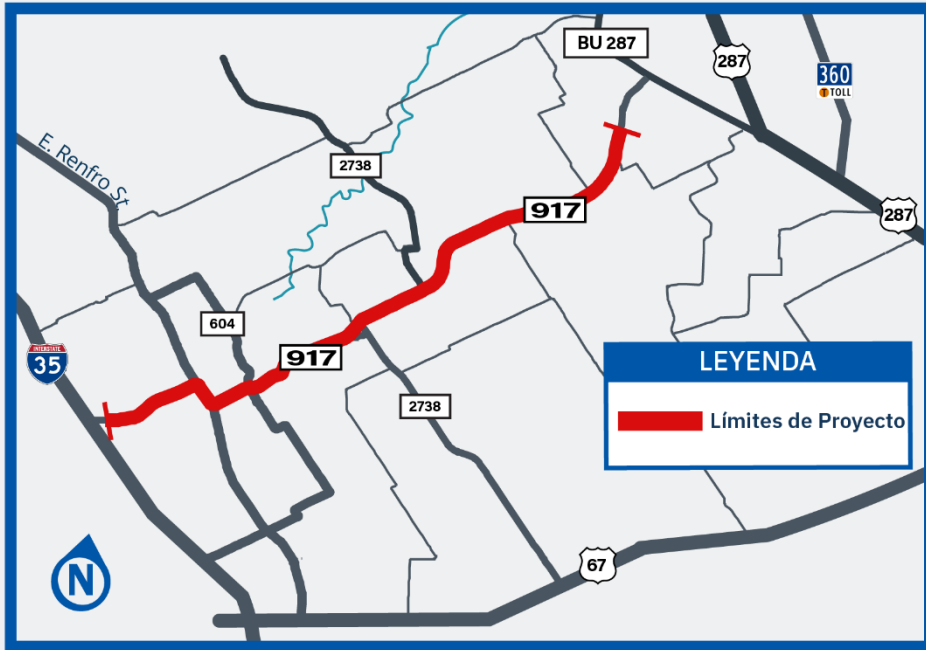 BU 287
287
360
TOLL
E. Renfro St.
2738
917
287
604
INTERSTATE
35
917
LEYENDA
2738
Límites de Proyecto
67
N